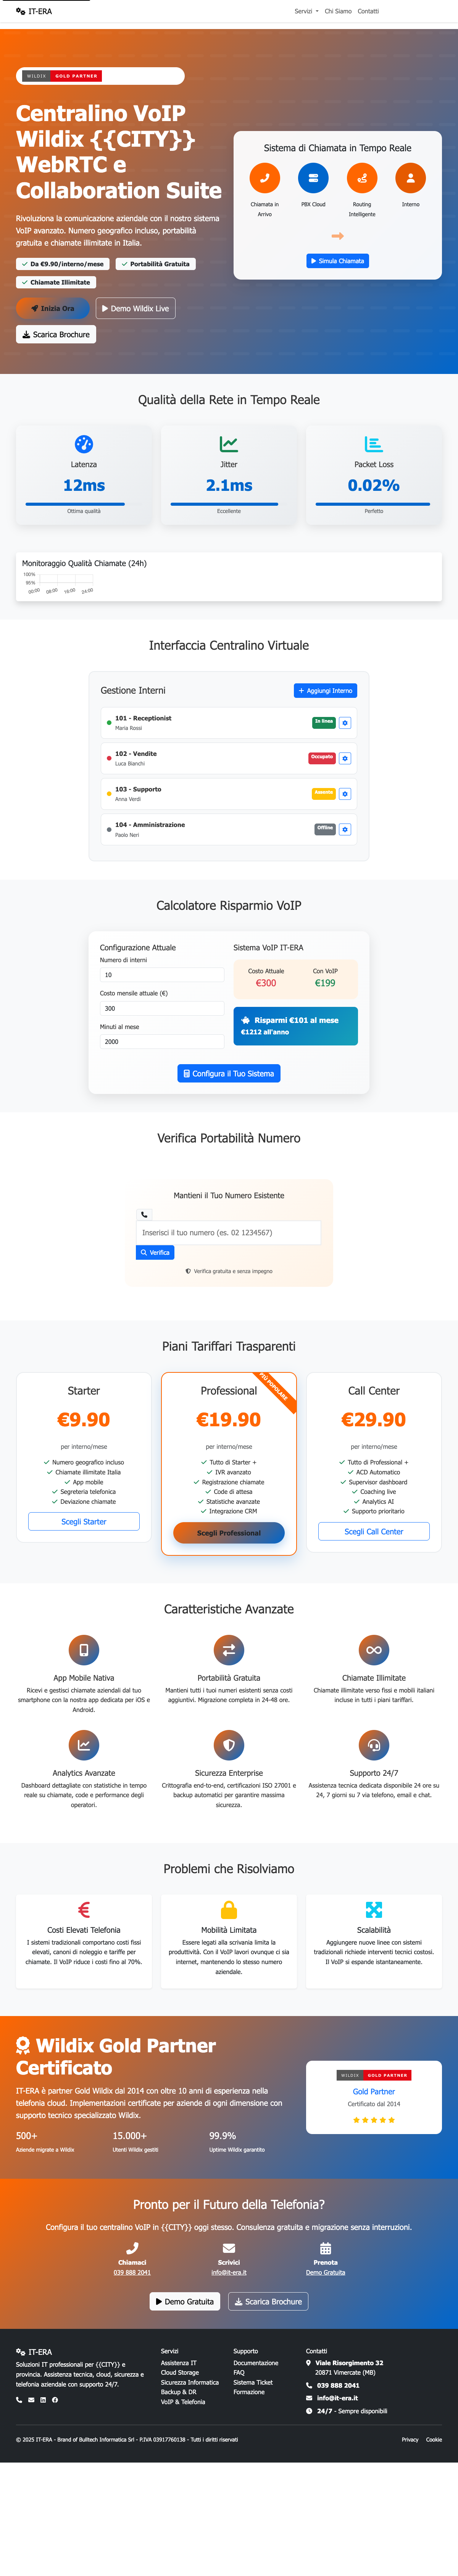 IT-ERA
Servizi
Chi Siamo
Contatti
WILDIX GOLD PARTNER
Centralino VoIP
Wildix {{CITY}}
WebRTC e
Collaboration Suite
Rivoluziona la comunicazione aziendale con il nostro sistema
VoIP avanzato. Numero geografico incluso, portabilità
gratuita e chiamate illimitate in Italia.
Da €9.90/interno/mese
Portabilità Gratuita
Chiamate Illimitate
Inizia Ora
Demo Wildix Live
Scarica Brochure
Sistema di Chiamata in Tempo Reale
Chiamata in
Arrivo
PBX Cloud
Routing
Intelligente
Interno
Simula Chiamata
Qualità della Rete in Tempo Reale
Latenza
12ms
Ottima qualità
Jitter
2.1ms
Eccellente
Packet Loss
0.02%
Perfetto
Monitoraggio Qualità Chiamate (24h)
100%
95%
00:00
08:00
16:00
24:00
Interfaccia Centralino Virtuale
Gestione Interni
Aggiungi Interno
101 - Receptionist
Maria Rossi
In linea
102 - Vendite
Luca Bianchi
Occupato
103 - Supporto
Anna Verdi
Assente
104 - Amministrazione
Paolo Neri
Offline
Calcolatore Risparmio VoIP
Configurazione Attuale
Numero di interni
10
Costo mensile attuale (€)
300
Minuti al mese
2000
Sistema VoIP IT-ERA
Costo Attuale
€300
Con VoIP
€199
Risparmi €101 al mese
€1212 all'anno
Configura il Tuo Sistema
Verifica Portabilità Numero
Mantieni il Tuo Numero Esistente
Inserisci il tuo numero (es. 02 1234567)
Verifica
Verifica gratuita e senza impegno
Piani Tariffari Trasparenti
Starter
€9.90
per interno/mese
Numero geografico incluso
Chiamate illimitate Italia
App mobile
Segreteria telefonica
Deviazione chiamate
Scegli Starter
PIÙ POPOLARE
Professional
€19.90
per interno/mese
Tutto di Starter +
IVR avanzato
Registrazione chiamate
Code di attesa
Statistiche avanzate
Integrazione CRM
Scegli Professional
Call Center
€29.90
per interno/mese
Tutto di Professional +
ACD Automatico
Supervisor dashboard
Coaching live
Analytics AI
Supporto prioritario
Scegli Call Center
Caratteristiche Avanzate
App Mobile Nativa
Ricevi e gestisci chiamate aziendali dal tuo
smartphone con la nostra app dedicata per iOS e
Android.
Portabilità Gratuita
Mantieni tutti i tuoi numeri esistenti senza costi
aggiuntivi. Migrazione completa in 24-48 ore.
Chiamate Illimitate
Chiamate illimitate verso fissi e mobili italiani
incluse in tutti i piani tariffari.
Analytics Avanzate
Dashboard dettagliate con statistiche in tempo
reale su chiamate, code e performance degli
operatori.
Sicurezza Enterprise
Crittografia end-to-end, certificazioni ISO 27001 e
backup automatici per garantire massima
sicurezza.
Supporto 24/7
Assistenza tecnica dedicata disponibile 24 ore su
24, 7 giorni su 7 via telefono, email e chat.
Problemi che Risolviamo
Costi Elevati Telefonia
I sistemi tradizionali comportano costi fissi
elevati, canoni di noleggio e tariffe per
chiamate. Il VoIP riduce i costi fino al 70%.
Mobilità Limitata
Essere legati alla scrivania limita la
produttività. Con il VoIP lavori ovunque ci sia
internet, mantenendo lo stesso numero
aziendale.
Scalabilità
Aggiungere nuove linee con sistemi
tradizionali richiede interventi tecnici costosi.
Il VoIP si espande istantaneamente.
Wildix Gold Partner
Certificato
IT-ERA è partner Gold Wildix dal 2014 con oltre 10 anni di esperienza nella
telefonia cloud. Implementazioni certificate per aziende di ogni dimensione con
supporto tecnico specializzato Wildix.
500+
Aziende migrate a Wildix
15.000+
Utenti Wildix gestiti
99.9%
Uptime Wildix garantito
WILDIX GOLD PARTNER
Gold Partner
Certificato dal 2014
Pronto per il Futuro della Telefonia?
Configura il tuo centralino VoIP in {{CITY}} oggi stesso. Consulenza gratuita e migrazione senza interruzioni.
Chiamaci
039 888 2041
Scrivici
info@it-era.it
Prenota
Demo Gratuita
Demo Gratuita
Scarica Brochure
IT-ERA
Soluzioni IT professionali per {{CITY}} e
provincia. Assistenza tecnica, cloud, sicurezza e
telefonia aziendale con supporto 24/7.
Servizi
Assistenza IT
Cloud Storage
Sicurezza Informatica
Backup & DR
VoIP & Telefonia
Supporto
Documentazione
FAQ
Sistema Ticket
Formazione
Contatti
Viale Risorgimento 32
20871 Vimercate (MB)
039 888 2041
info@it-era.it
24/7 - Sempre disponibili
© 2025 IT-ERA - Brand of Bulltech Informatica Srl - P.IVA 03917760138 - Tutti i diritti riservati
Privacy
Cookie